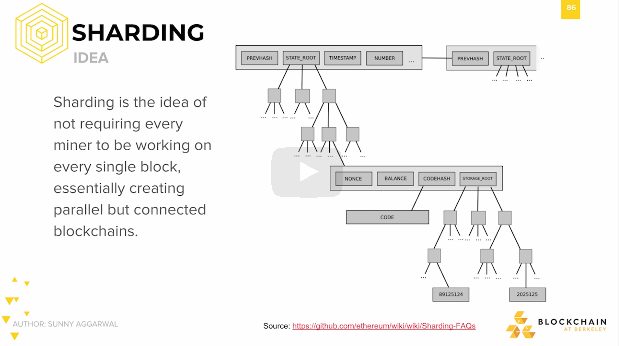 SHARDING
IDEA
86
Sharding is the idea of
not requiring every
miner to be working on
every single block,
essentially creating
parallel but connected
blockchains.
PREVHASH STATE_ROOT TIMESTAMP NUMBER ...
PREVHASH STATE_ROOT ...
NONCE BALANCE CODEHASH STORAGE_ROOT
CODE
89125124 2025125
AUTHOR: SUNNY AGGARWAL
Source: https://github.com/ethereum/wiki/wiki/Sharding-FAQs
BLOCKCHAIN
AT BERKELEY